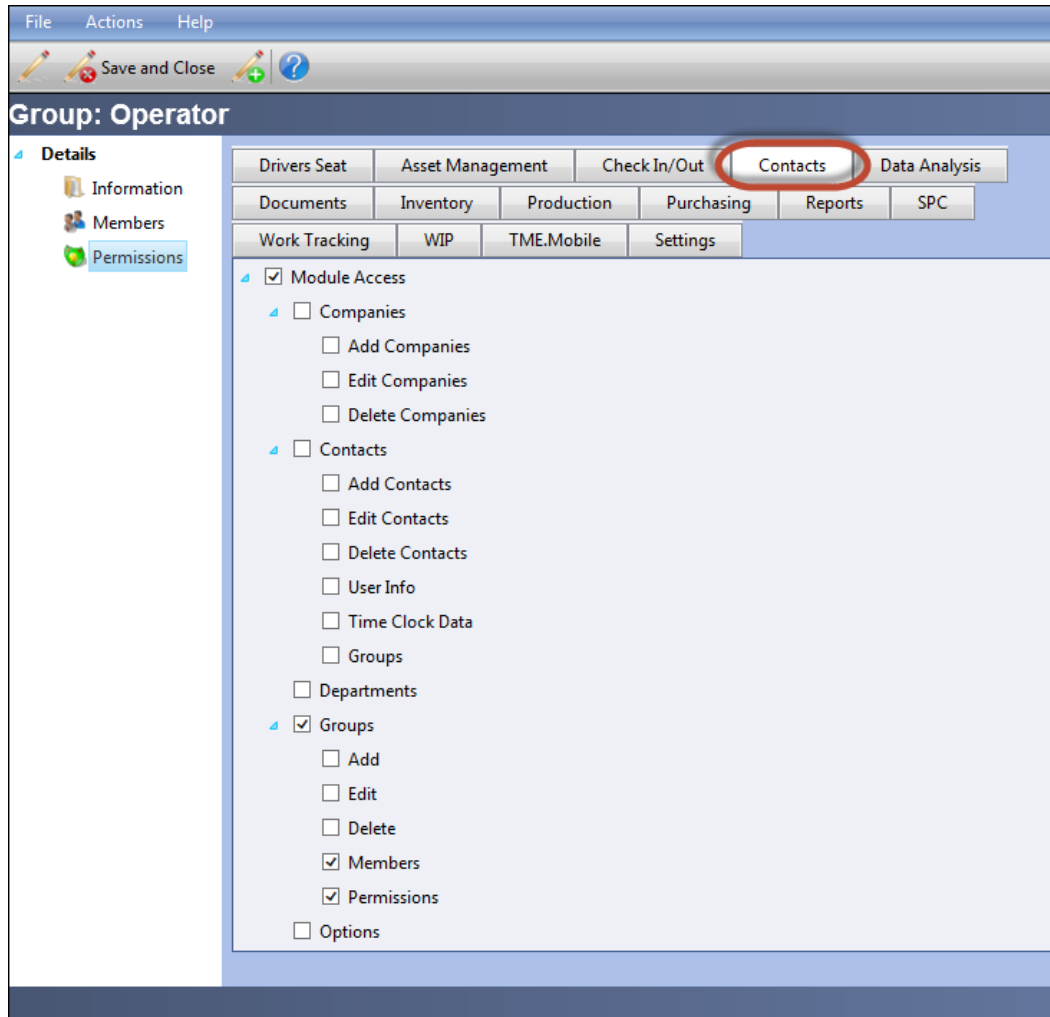 File Actions Help
Save and Close
Group: Operator
Details
Information
Members
Permissions
Drivers Seat Asset Management Check In/Out Contacts Data Analysis
Documents Inventory Production Purchasing Reports SPC
Work Tracking WIP TME.Mobile Settings
Module Access
Companies
Add Companies
Edit Companies
Delete Companies
Contacts
Add Contacts
Edit Contacts
Delete Contacts
User Info
Time Clock Data
Groups
Departments
Groups
Add
Edit
Delete
Members
Permissions
Options